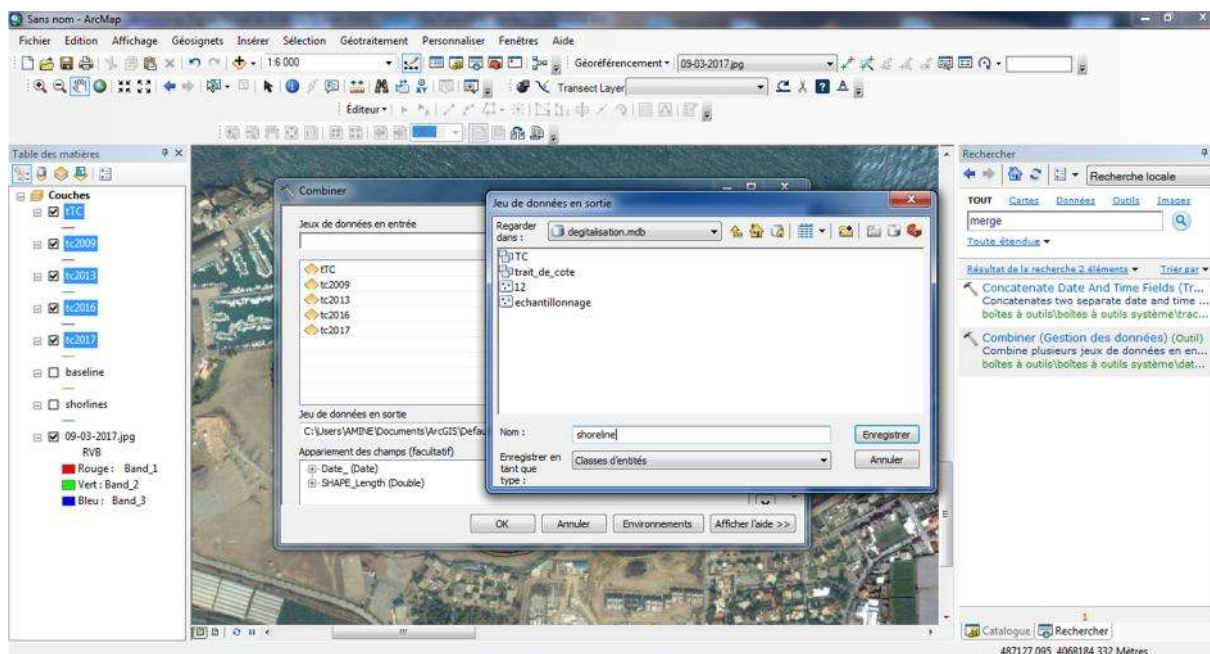 Sans nom - ArcMap
Fichier Edition Affichage Géosignets Insérer Sélection Géotraitement Personnaliser Fenêtres Aide
1:6 000
Géoréférencement
09-03-2017.jpg
Transect Layer
Éditeur
Table des matières
Couches
tTC
tc2009
tc2013
tc2016
tc2017
baseline
shorlines
09-03-2017.jpg
RVB
Rouge : Band_1
Vert : Band_2
Bleu : Band_3
Combiner
Jeux de données en entrée
tTC
tc2009
tc2013
tc2016
tc2017
Jeu de données en sortie
C:\Users\AMINE\Documents\ArcGIS\Defau
Appariement des champs (facultatif)
Date_ (Date)
SHAPE_Length (Double)
OK
Annuler
Environnements
Afficher l'aide >>
Jeu de données en sortie
Regarder dans :
degitalisation.mdb
TC
trait_de_cote
12
echantillonnage
Nom :
shoreline
Enregistrer
Enregistrer en tant que type :
Classes d'entités
Annuler
Rechercher
Recherche locale
TOUT Cartes Données Outils Images
merge
Toute étendue
Résultat de la recherche 2 éléments
Trier par
Concatenate Date And Time Fields (Tr...
Concatenates two separate date and time ...
boîtes à outils\boîtes à outils système\trac...
Combiner (Gestion des données) (Outil)
Combine plusieurs jeux de données en en...
boîtes à outils\boîtes à outils système\dat...
1
Catalogue
Rechercher
487127,095 4068184,332 Mètres